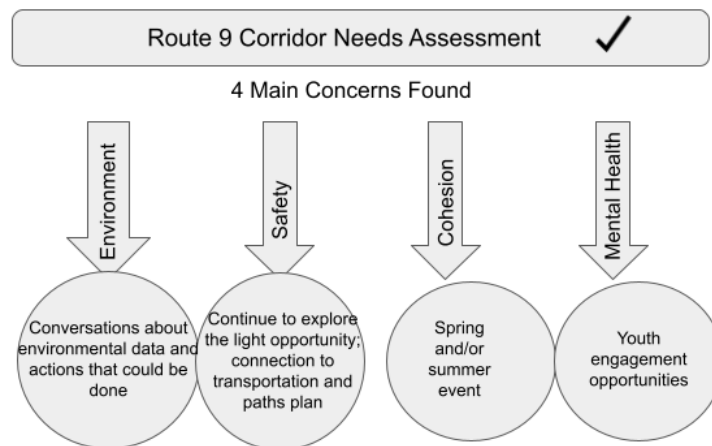 Route 9 Corridor Needs Assessment
4 Main Concerns Found
Environment
Safety
Cohesion
Mental Health
Conversations about
environmental data and
actions that could be
done
Continue to explore
the light opportunity;
connection to
transportation and
paths plan
Spring
and/or
summer
event
Youth
engagement
opportunities